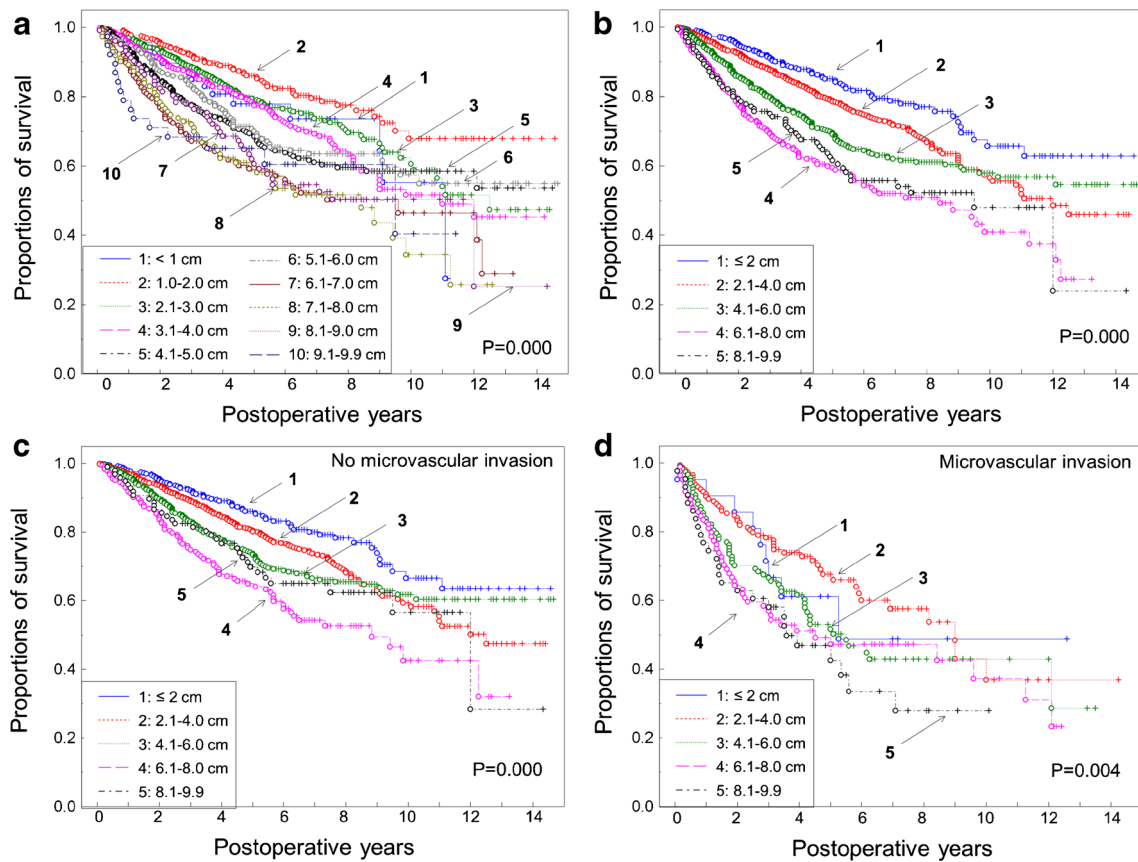 a
Proportions of survival
1.0
0.8
0.6
0.4
0.2
0.0
2
4
1
3
5
6
10
7
8
9
1: < 1 cm
2: 1.0-2.0 cm
3: 2.1-3.0 cm
4: 3.1-4.0 cm
5: 4.1-5.0 cm
6: 5.1-6.0 cm
7: 6.1-7.0 cm
8: 7.1-8.0 cm
9: 8.1-9.0 cm
10: 9.1-9.9 cm
P=0.000
0 2 4 6 8 10 12 14
Postoperative years
b
Proportions of survival
1.0
0.8
0.6
0.4
0.2
0.0
1
2
3
5
4
1: ≤ 2 cm
2: 2.1-4.0 cm
3: 4.1-6.0 cm
4: 6.1-8.0 cm
5: 8.1-9.9
P=0.000
0 2 4 6 8 10 12 14
Postoperative years
c
No microvascular invasion
Proportions of survival
1.0
0.8
0.6
0.4
0.2
0.0
1
2
3
5
4
1: ≤ 2 cm
2: 2.1-4.0 cm
3: 4.1-6.0 cm
4: 6.1-8.0 cm
5: 8.1-9.9
P=0.000
0 2 4 6 8 10 12 14
Postoperative years
d
Microvascular invasion
Proportions of survival
1.0
0.8
0.6
0.4
0.2
0.0
1
2
3
4
5
1: ≤ 2 cm
2: 2.1-4.0 cm
3: 4.1-6.0 cm
4: 6.1-8.0 cm
5: 8.1-9.9
P=0.004
0 2 4 6 8 10 12 14
Postoperative years